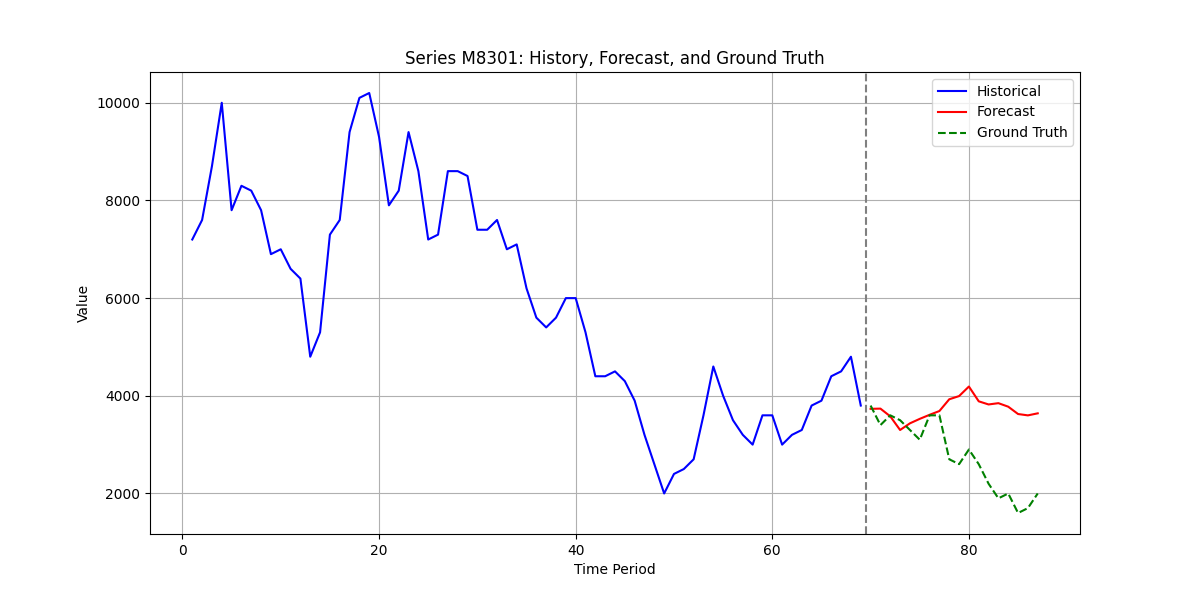 Series M8301: History, Forecast, and Ground Truth
Historical
Forecast
Ground Truth
10000
8000
6000
4000
2000
Value
0
20
40
60
80
Time Period